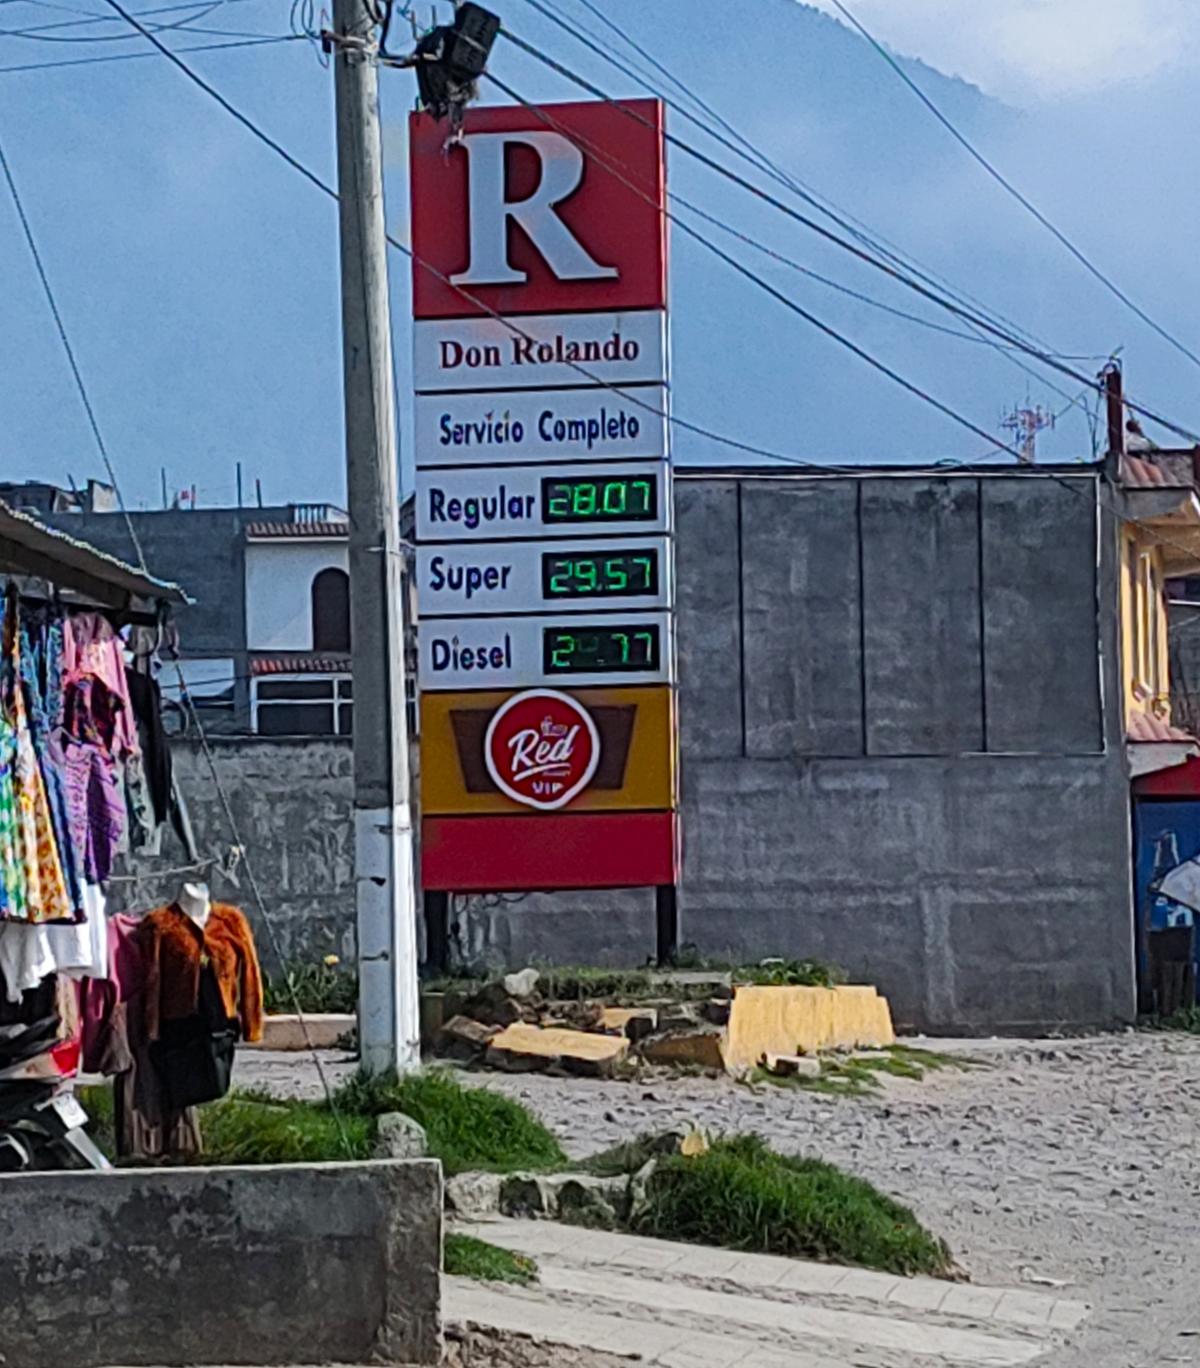 R
Don Rolando
Servicio Completo
Regular 28.07
Super 29.57
Diesel
Red
VIP